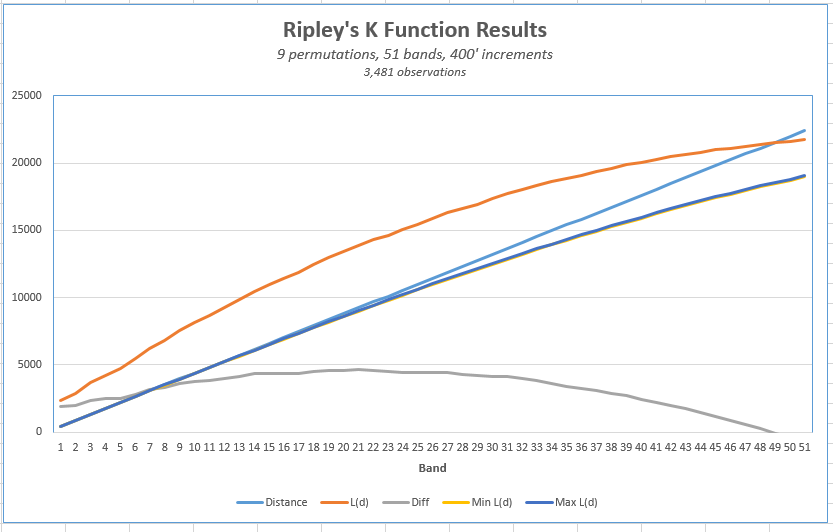 Ripley's K Function Results
9 permutations, 51 bands, 400' increments
3,481 observations
25000
20000
15000
10000
5000
0
1 2 3 4 5 6 7 8 9 10 11 12 13 14 15 16 17 18 19 20 21 22 23 24 25 26 27 28 29 30 31 32 33 34 35 36 37 38 39 40 41 42 43 44 45 46 47 48 49 50 51
Band
Distance L(d) Diff Min L(d) Max L(d)